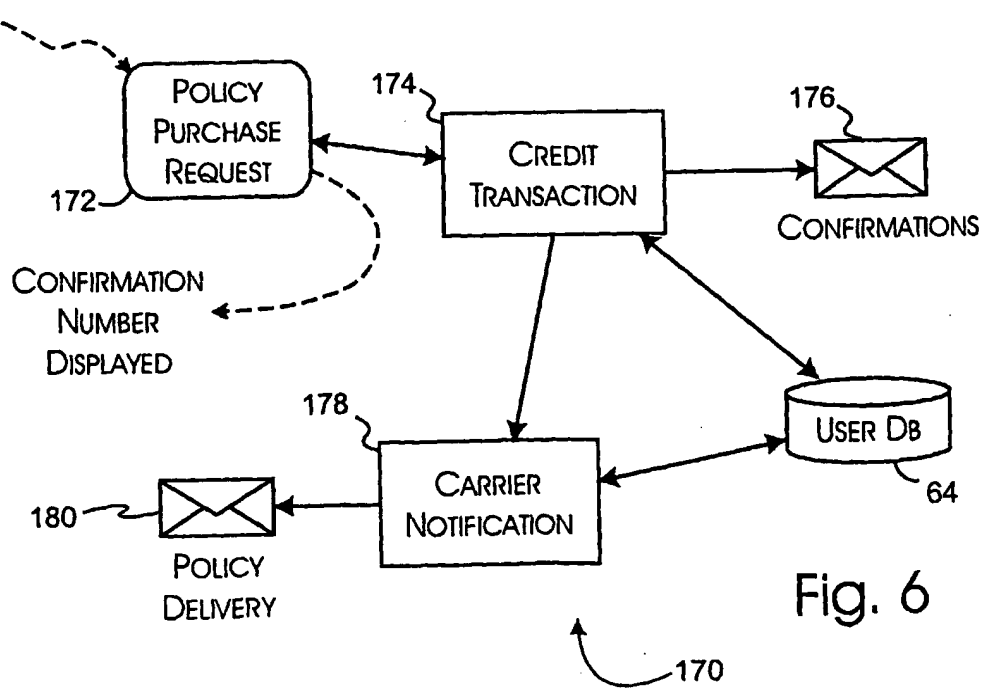 174
176
POLICY
PURCHASE
REQUEST
CREDIT
TRANSACTION
172
CONFIRMATIONS
CONFIRMATION
NUMBER
DISPLAYED
178
USER DB
64
CARRIER
NOTIFICATION
180
POLICY
DELIVERY
Fig. 6
170